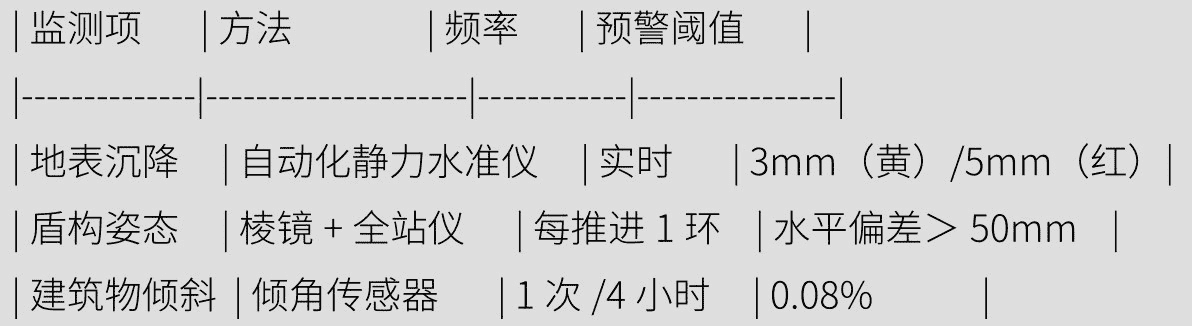 | 监测项 | 方法 | 频率 | 预警阈值 |
|--------------|----------------------|------------|----------------|
| 地表沉降 | 自动化静力水准仪 | 实时 | 3mm（黄）/5mm（红）|
| 盾构姿态 | 棱镜 + 全站仪 | 每推进 1 环 | 水平偏差＞ 50mm |
| 建筑物倾斜 | 倾角传感器 | 1 次 /4 小时 | 0.08% |